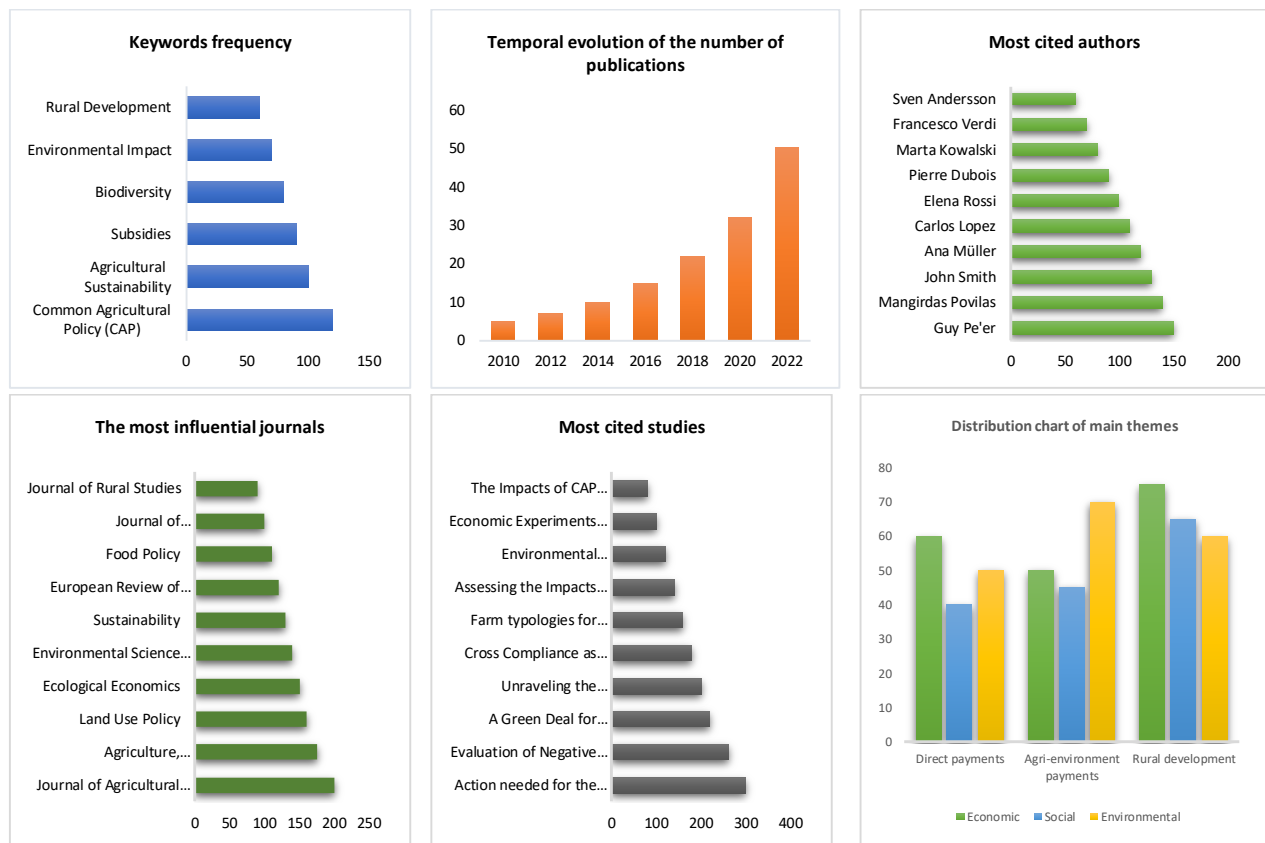 Keywords frequency
Rural Development
Environmental Impact
Biodiversity
Subsidies
Agricultural
Sustainability
Common Agricultural
Policy (CAP)
0 50 100 150
Temporal evolution of the number of
publications
60
50
40
30
20
10
0
2010 2012 2014 2016 2018 2020 2022
Most cited authors
Sven Andersson
Francesco Verdi
Marta Kowalski
Pierre Dubois
Elena Rossi
Carlos Lopez
Ana Müller
John Smith
Mangirdas Povilas
Guy Pe'er
0 50 100 150 200
The most influential journals
Journal of Rural Studies
Journal of…
Food Policy
European Review of…
Sustainability
Environmental Science…
Ecological Economics
Land Use Policy
Agriculture,…
Journal of Agricultural…
0 50 100 150 200 250
Most cited studies
The Impacts of CAP…
Economic Experiments…
Environmental…
Assessing the Impacts…
Farm typologies for…
Cross Compliance as…
Unraveling the…
A Green Deal for…
Evaluation of Negative…
Action needed for the…
0 100 200 300 400
Distribution chart of main themes
80
70
60
50
40
30
20
10
0
Direct payments Agri-environment Rural development
payments
Economic Social Environmental